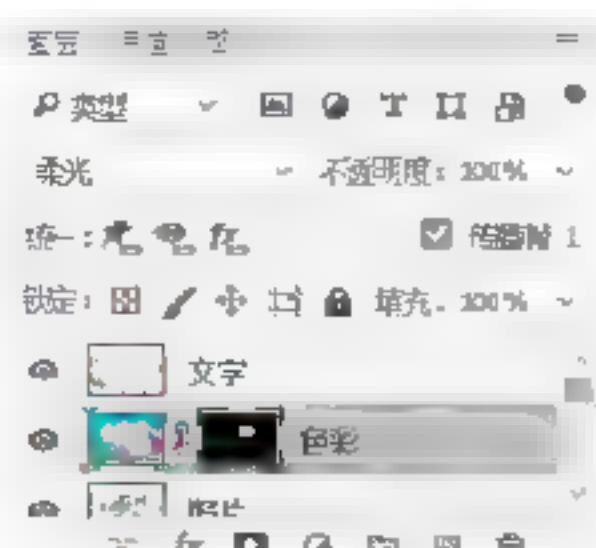 类型
柔光 不透明度: 100%
统一: 传播帧 1
锁定: 填充: 100%
文字
色彩